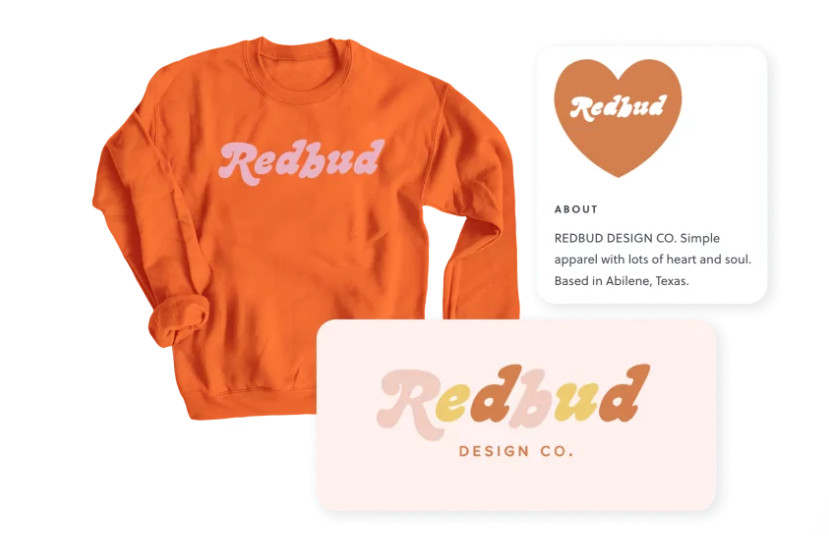 Redbud
Redbud
ABOUT
REDBUD DESIGN CO. Simple
apparel with lots of heart and soul.
Based in Abilene, Texas.
Redbud
DESIGN CO.